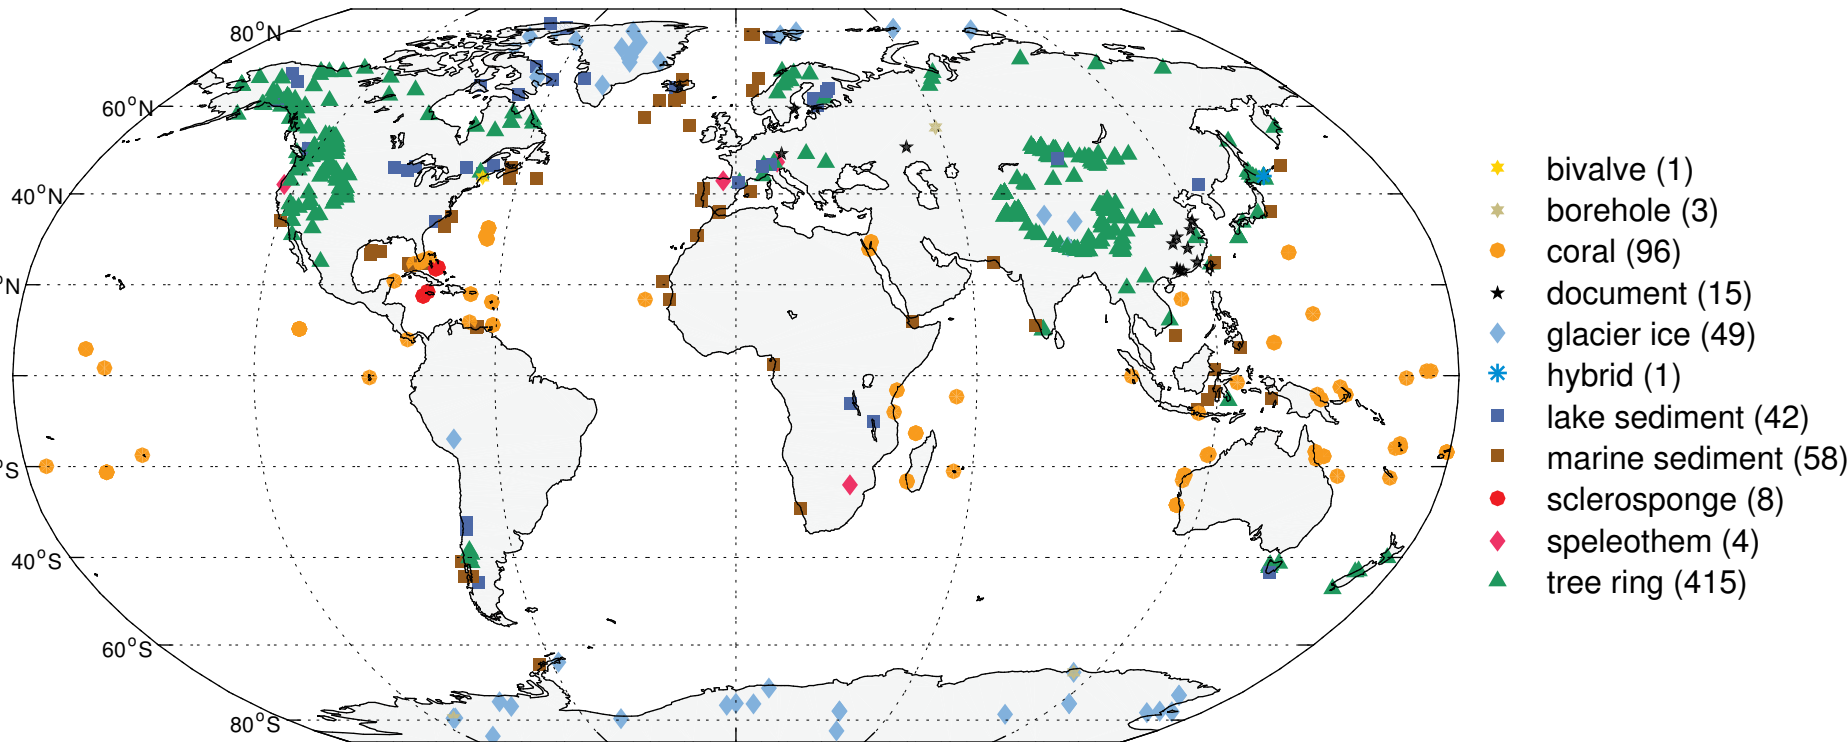 80°N
60°N
40°N
°N
°S
40°S
60°S
80°S
bivalve (1)
borehole (3)
coral (96)
document (15)
glacier ice (49)
hybrid (1)
lake sediment (42)
marine sediment (58)
sclerosponge (8)
speleothem (4)
tree ring (415)